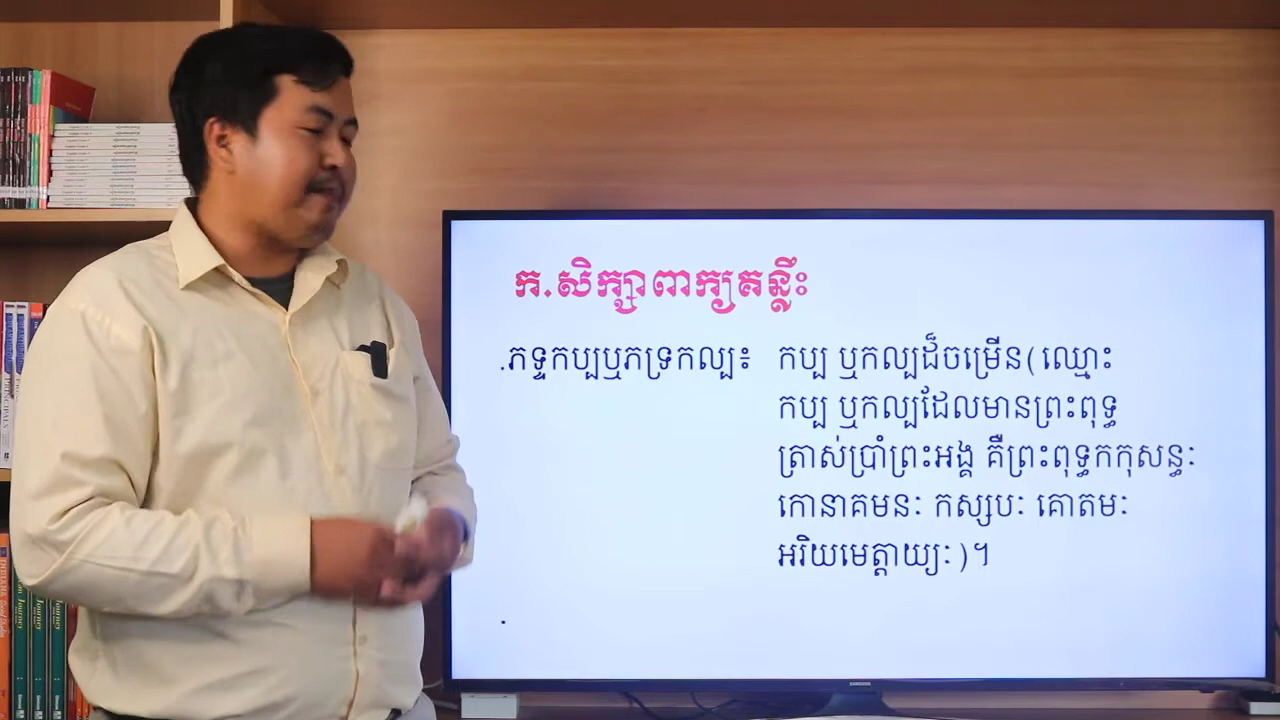 ក.សិក្សាពាក្យគន្លឹះ
.ភទ្ទកប្បឬភទ្រកល្ប៖ កប្ប ឬកល្បដ៏ចម្រើន(ឈ្មោះ
កប្ប ឬកល្បដែលមានព្រះពុទ្ធ
ត្រាស់ប្រាំព្រះអង្គ គឺព្រះពុទ្ធកកុសន្ធៈ
កោនាគមនៈ កស្សបៈ គោតមៈ
អរិយមេត្តាយ្យៈ)។
.
SAMSUNG